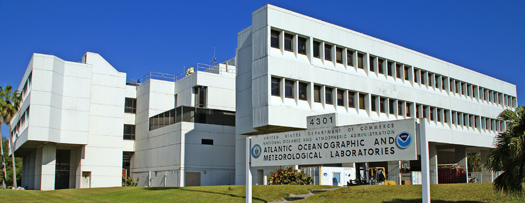 4301
UNITED STATES DEPARTMENT OF COMMERCE
NATIONAL OCEANIC AND ATMOSPHERIC ADMINISTRATION
ATLANTIC OCEANOGRAPHIC AND
METEOROLOGICAL LABORATORIES